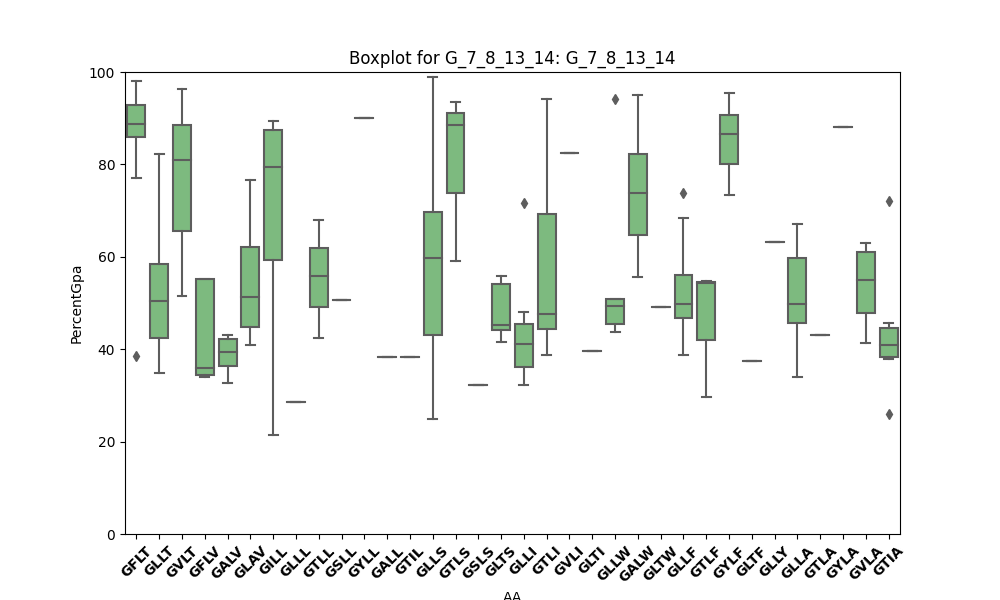 Boxplot for G_7_8_13_14: G_7_8_13_14
100
80
60
40
20
0
PercentGpa
GFLT GLLT GVLT GFLV GALV GLAV GILL GLLL GTLL GSLL GYLL GALL GTIL GLLS GTLS GSLS GLTS GLLI GTLI GVLI GLTI GLLW GALW GLTW GLLF GTLF GYLF GLTF GLLY GLLA GTLA GYLA GVLA GTIA
AA